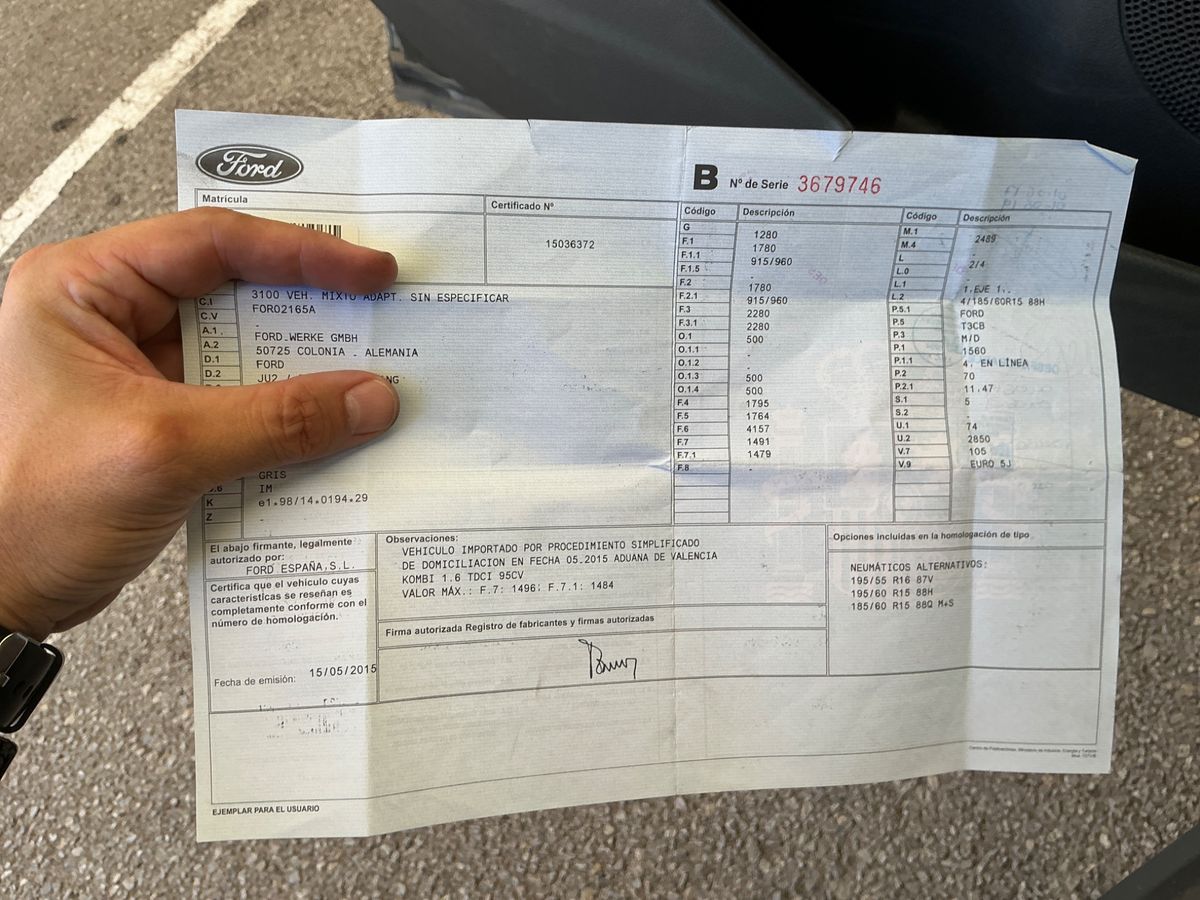 Ford
B Nº de Serie 3679746
Matrícula
Certificado Nº
15036372
C.I 3100 VEH. MIXTO ADAPT. SIN ESPECIFICAR
C.V FOR02165A
A.1 -
A.2 FORD-WERKE GMBH
D.1 50725 COLONIA - ALEMANIA
D.2 FORD
JU2 /
GRIS
IM
K e1*98/14*0194*29
Z -
Código Descripción
G 1280
F.1 1780
F.1.1 915/960
F.1.5 -
F.2 1780
F.2.1 915/960
F.3 2280
F.3.1 2280
O.1 500
O.1.1
O.1.2 -
O.1.3 500
O.1.4 500
F.4 1795
F.5 1764
F.6 4157
F.7 1491
F.7.1 1479
F.8 -
Código Descripción
M.1 2489
M.4 -
L 2/4
L.0 -
L.1 1.EJE 1..
L.2 4/185/60R15 88H
P.5.1 FORD
P.5 T3CB
P.3 M/D
P.1 1560
P.1.1 4, EN LÍNEA
P.2 70
P.2.1 11.47
S.1 5
S.2 -
U.1 74
U.2 2850
V.7 105
V.9 EURO 5J
El abajo firmante, legalmente
autorizado por:
FORD ESPAÑA,S.L.
Certifica que el vehículo cuyas
características se reseñan es
completamente conforme con el
número de homologación.
Fecha de emisión: 15/05/2015
Observaciones:
VEHICULO IMPORTADO POR PROCEDIMIENTO SIMPLIFICADO
DE DOMICILIACION EN FECHA 05.2015 ADUANA DE VALENCIA
KOMBI 1.6 TDCI 95CV
VALOR MÁX.: F.7: 1496; F.7.1: 1484
Firma autorizada Registro de fabricantes y firmas autorizadas
Opciones incluidas en la homologación de tipo
NEUMÁTICOS ALTERNATIVOS:
195/55 R16 87V
195/60 R15 88H
185/60 R15 88Q M+S
EJEMPLAR PARA EL USUARIO